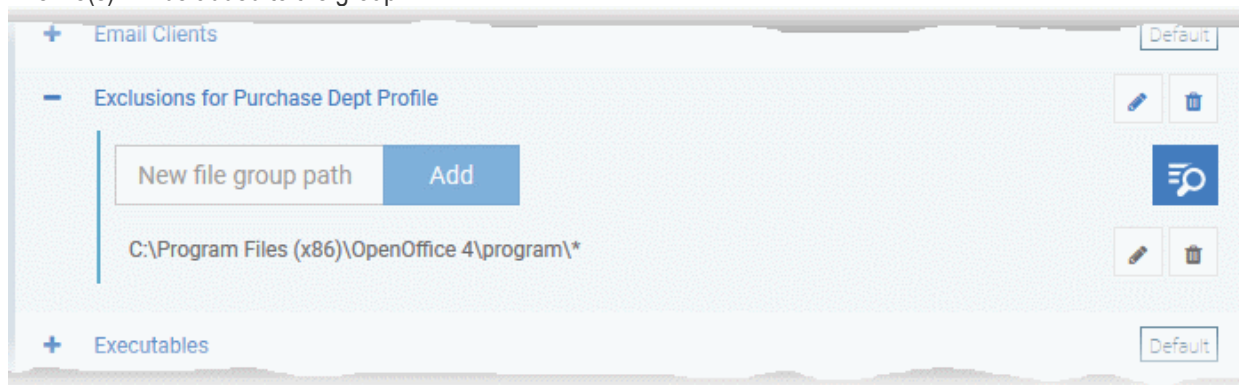 Email Clients
Default
Exclusions for Purchase Dept Profile
New file group path
Add
C:\Program Files (x86)\OpenOffice 4\program\*
Executables
Default